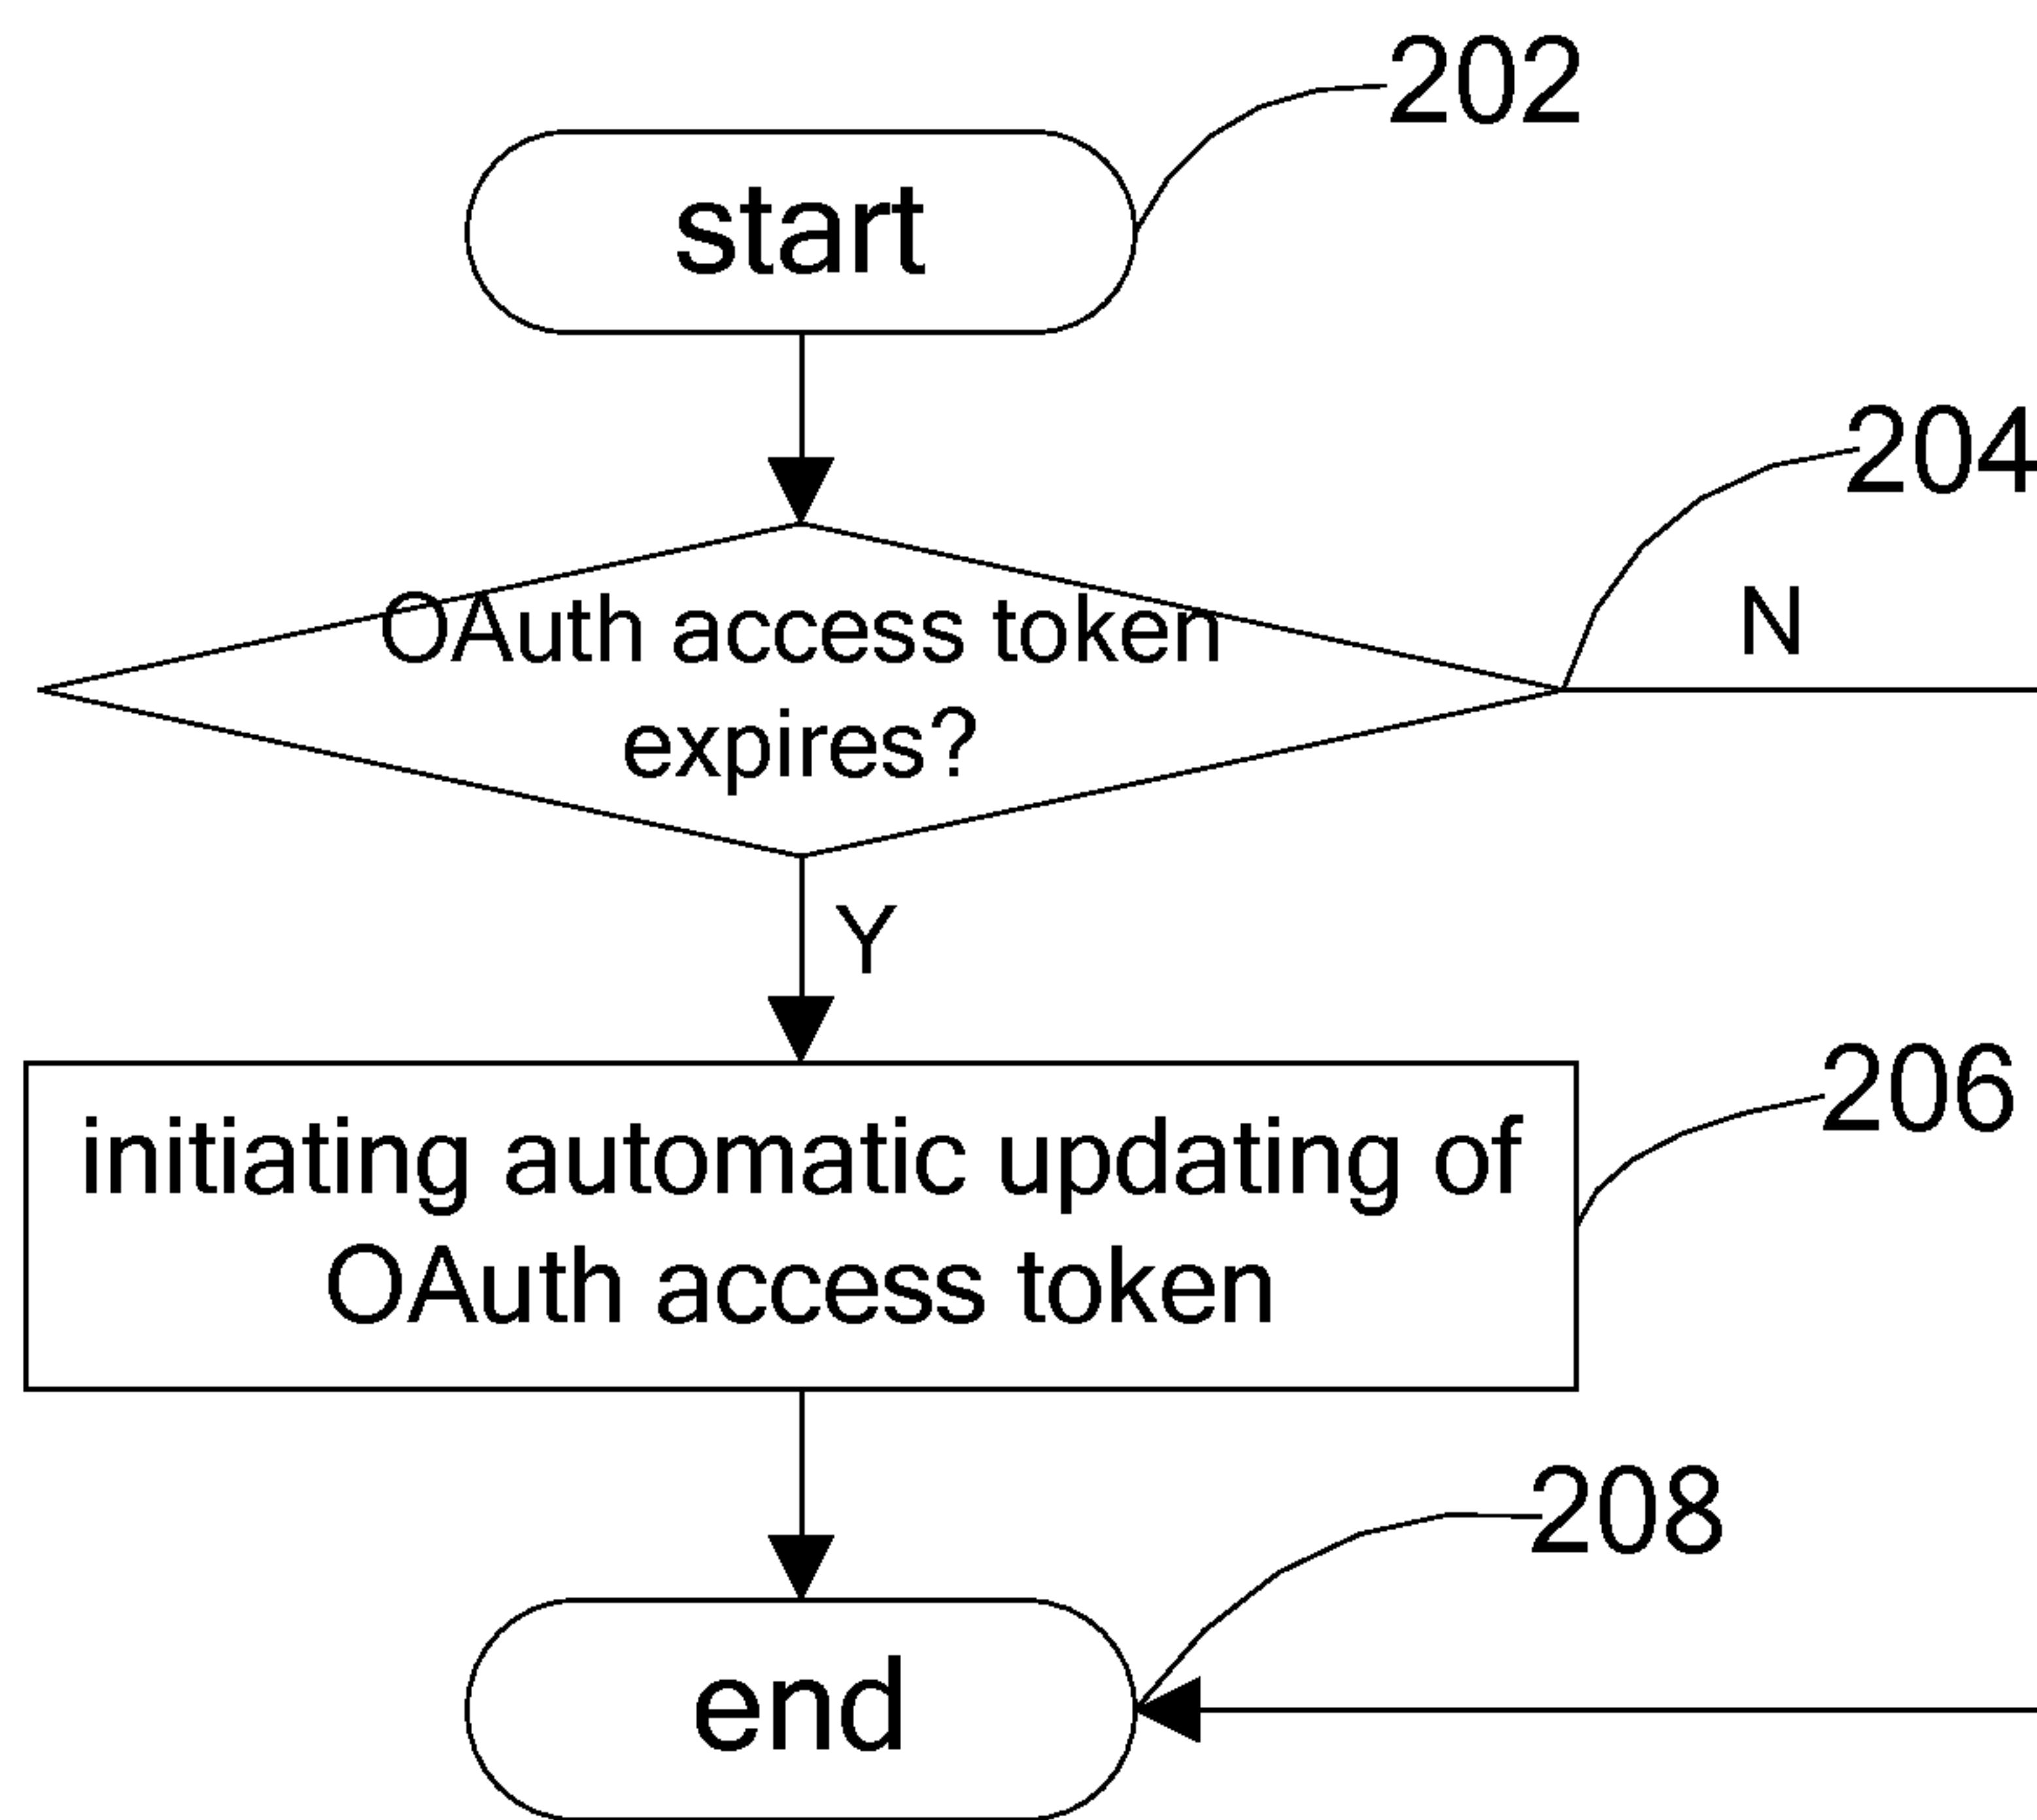 202
start
204
OAuth access token
expires?
N
Y
206
initiating automatic updating of
OAuth access token
208
end